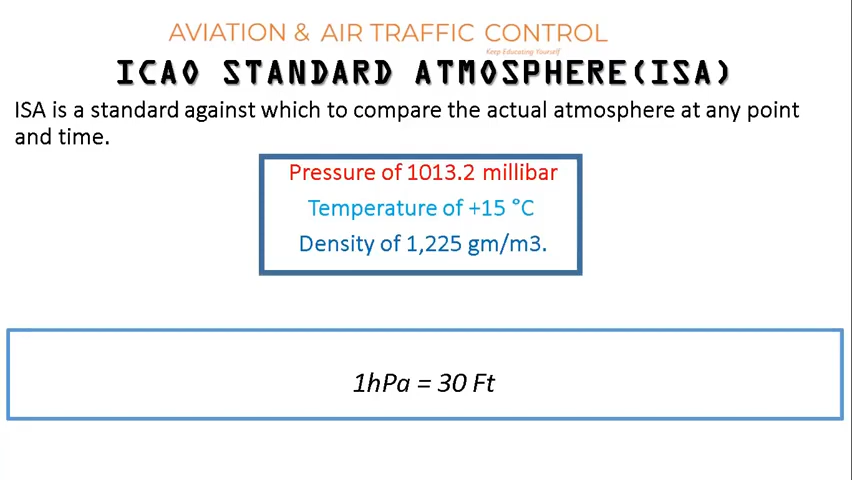 AVIATION & AIR TRAFFIC CONTROL
Keep Educating Yourself
ICAO STANDARD ATMOSPHERE(ISA)
ISA is a standard against which to compare the actual atmosphere at any point
and time.
Pressure of 1013.2 millibar
Temperature of +15 °C
Density of 1,225 gm/m3.
1hPa = 30 Ft